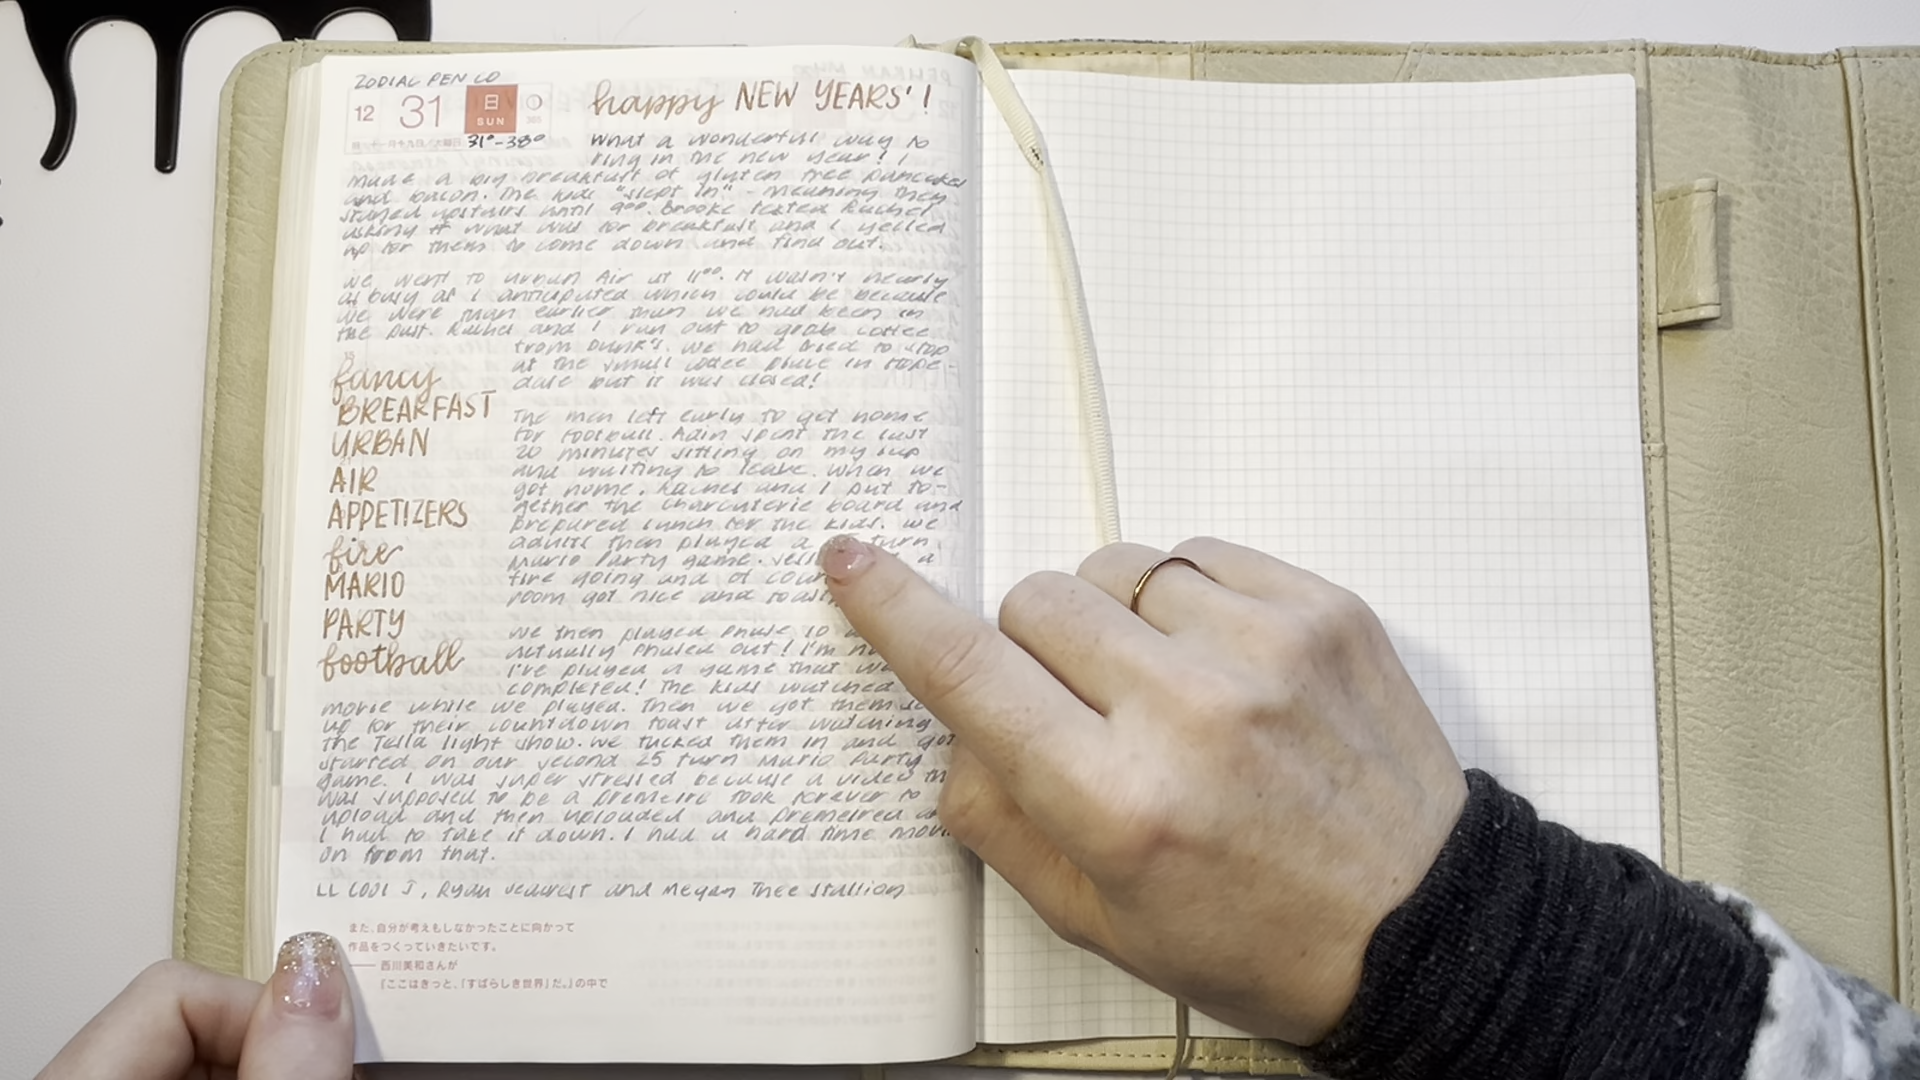 ZODIAC PEN CO
12 31 日 SUN 365
31°-38°
happy NEW YEARS'!
What a wonderful way to
ring in the new year! I
made a big breakfast of gluten free pancakes
and bacon. The kids "slept in" - meaning they
stayed upstairs until 9⁰⁰. Brooke texted Rachel
asking what was for breakfast and I yelled
up for them to come down and find out.
We went to Urban Air at 11⁰⁰. It wasn't nearly
as busy as I anticipated which could be because
we were than earlier than we had been in
the past. Rachel and I ran out to grab coffee
from Dunk's. We had tried to stop
at the small coffee place in Hope-
dale but it was closed!
fancy
BREAKFAST
URBAN
AIR
APPETIZERS
fire
MARIO
PARTY
football
The men left early to get home
for football. spent the last
20 minutes sitting on my lap
and waiting to leave. When we
got home, Rachel and I put to-
gether the charcuterie board and
prepared lunch for the kids. We
adults then played a turn
Mario Party game. a
fire going and of
room got nice and
We then played Phase 10
actually phased out! I'm
I've played a game that
completed! The kids watched
movie while we played. Then we got them
up for their countdown toast after watching
the light show. We tucked them in and got
started on our second 25 turn Mario Party
game. I was super stressed because a video
was supposed to be a premeire took forever to
upload and then uploaded and premeired
I had to take it down. I had a hard time
on from that.
LL COOL J, Ryan Seacrest and Megan Thee Stallion
また、自分が考えもしなかったことに向かって
作品をつくっていきたいです。
—— 西川美和さんが
『ここはきっと、「すばらしき世界」だ。』の中で